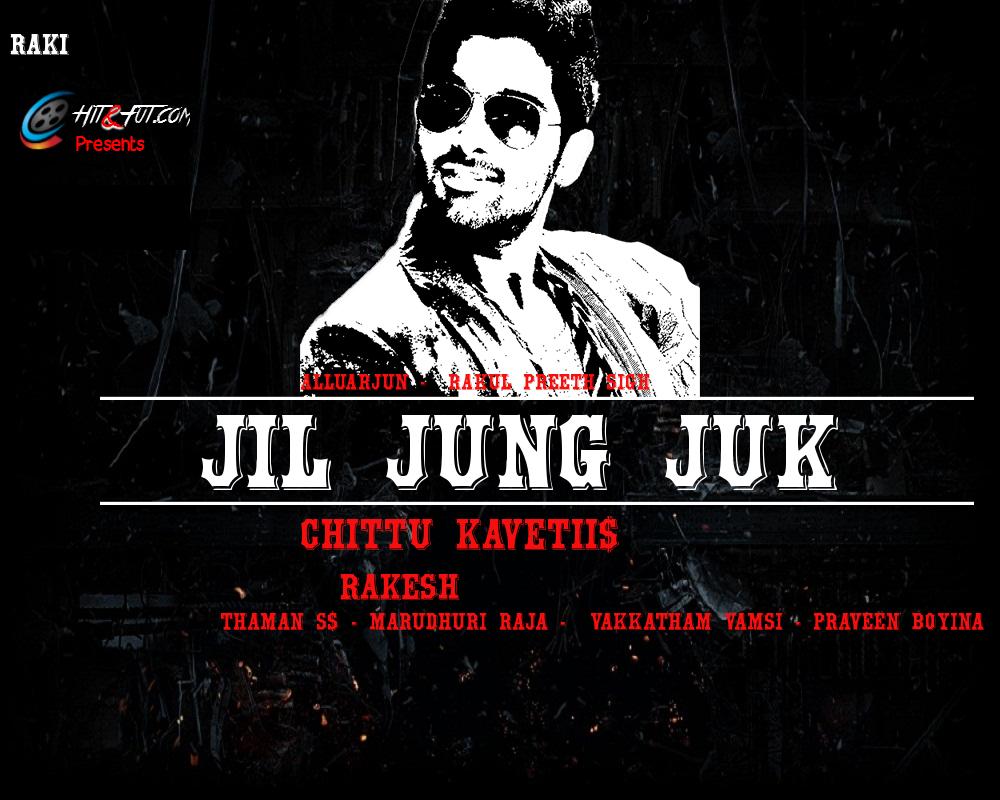 RAKI
HIT&FUT.COM
Presents
ALLUARJUN - RAKUL PREETH SIGH
JIL JUNG JUK
CHITTU KAVETII$
RAKESH
THAMAN S$ - MARUDHURI RAJA - VAKKATHAM VAMSI - PRAVEEN BOYINA